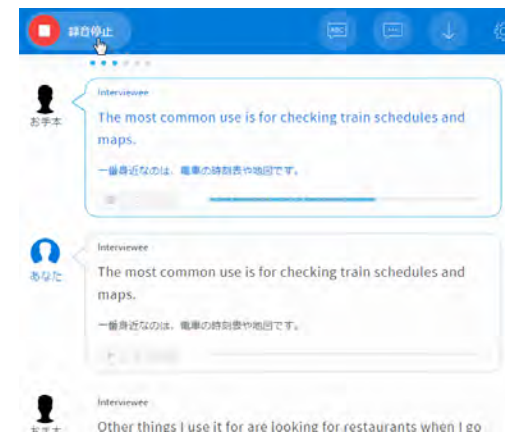 録音停止
ABC
Interviewee
お手本
The most common use is for checking train schedules and
maps.
一番身近なのは、電車の時刻表や地図です。
Interviewee
あなた
The most common use is for checking train schedules and
maps.
一番身近なのは、電車の時刻表や地図です。
Interviewee
お手本
Other things I use it for are looking for restaurants when I go